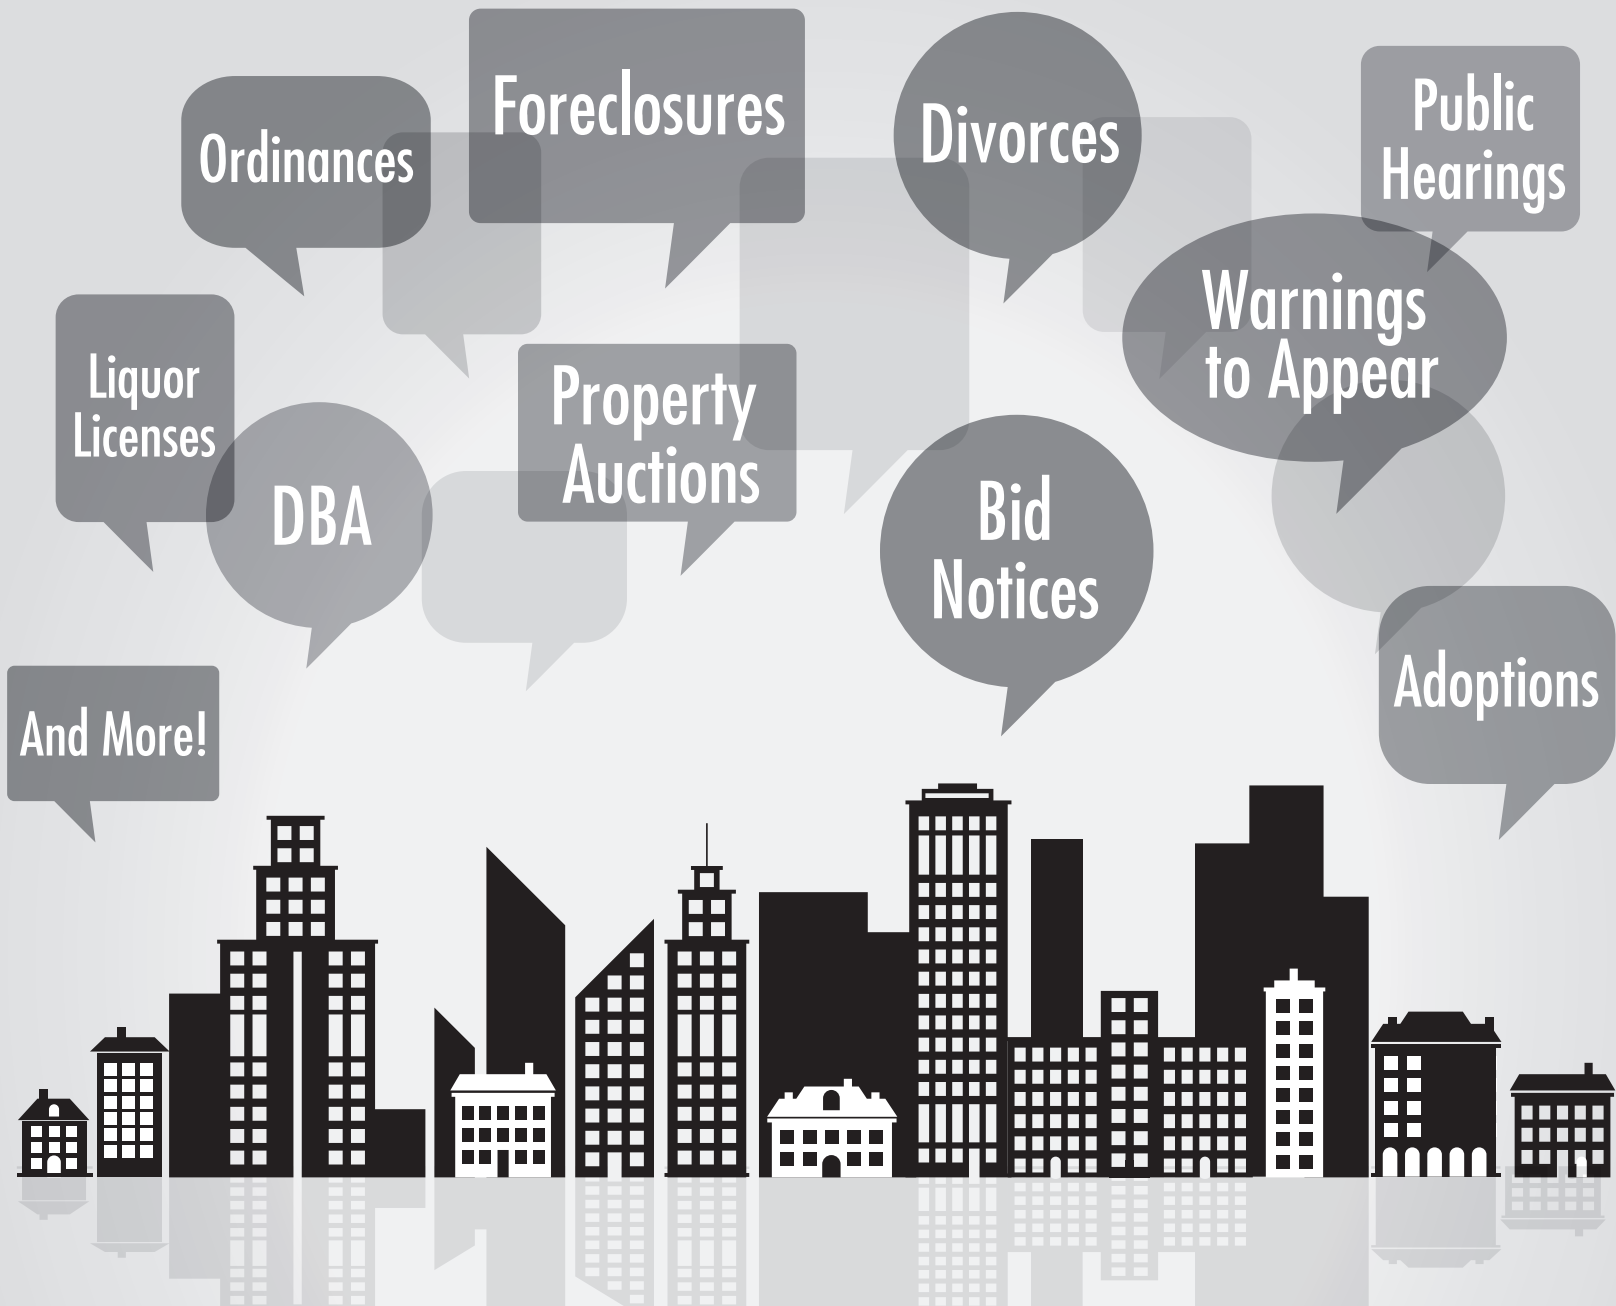 Foreclosures
Ordinances
Divorces
Public
Hearings
Warnings
to Appear
Liquor
Licenses
DBA
Property
Auctions
Bid
Notices
Adoptions
And More!